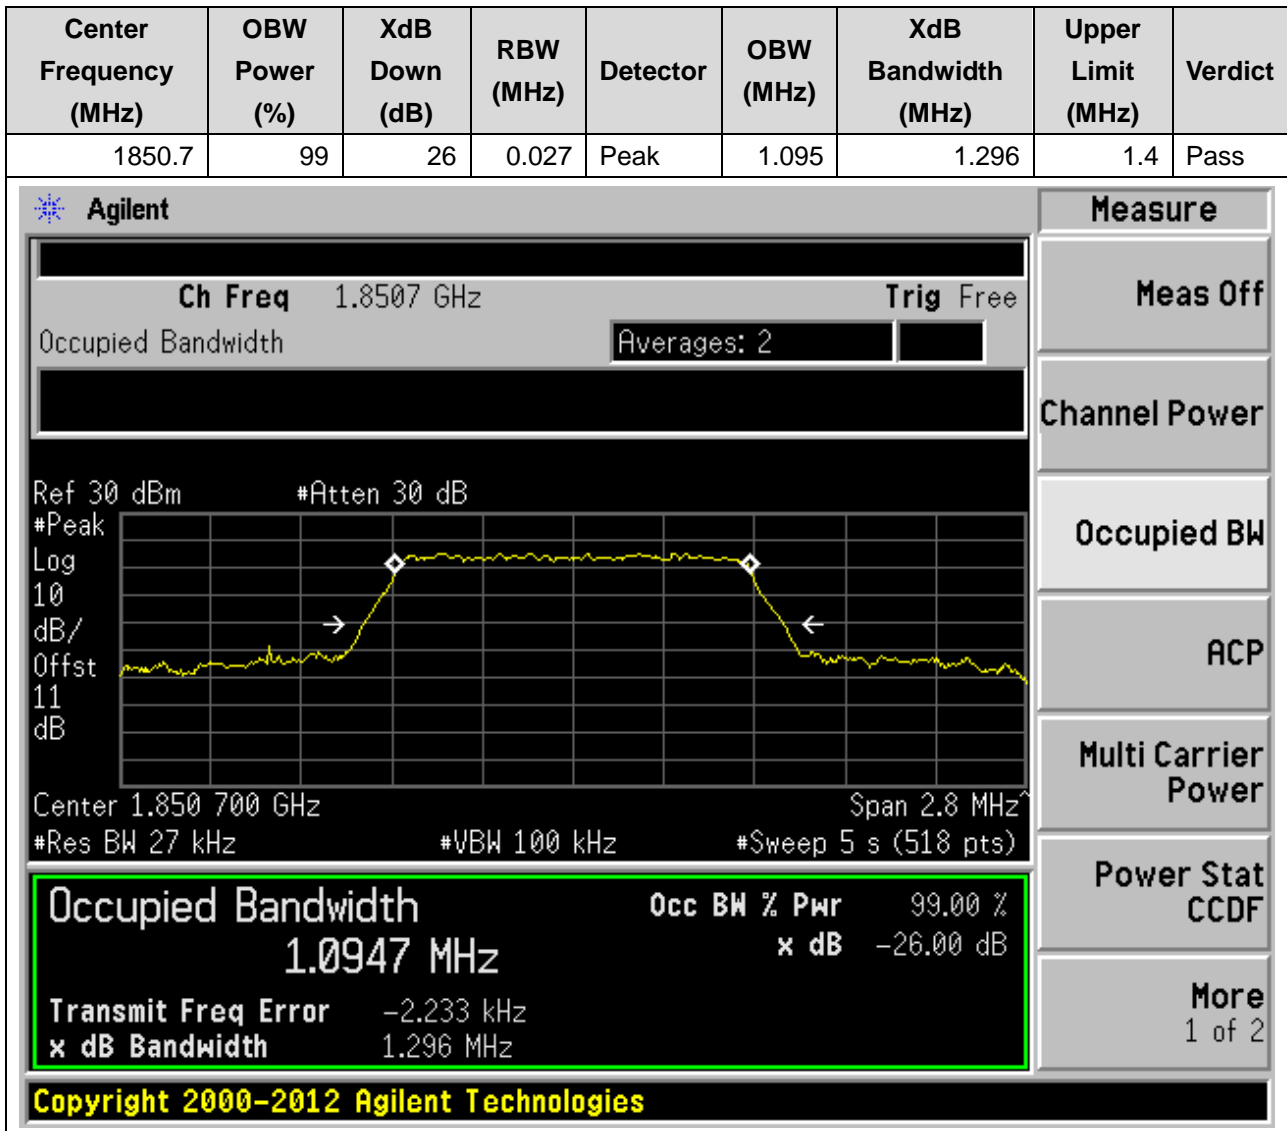 Center Frequency (MHz) OBW Power (%) XdB Down (dB) RBW (MHz) Detector OBW (MHz) XdB Bandwidth (MHz) Upper Limit (MHz) Verdict
1850.7 99 26 0.027 Peak 1.095 1.296 1.4 Pass
Agilent
Measure
Ch Freq 1.8507 GHz Trig Free
Occupied Bandwidth Averages: 2
Meas Off
Channel Power
Occupied BW
ACP
Multi Carrier
Power
Power Stat
CCDF
More
1 of 2
Ref 30 dBm #Atten 30 dB
#Peak
Log
10
dB/
Offst
11
dB
Center 1.850 700 GHz Span 2.8 MHz^
#Res BW 27 kHz #VBW 100 kHz #Sweep 5 s (518 pts)
Occupied Bandwidth Occ BW % Pwr 99.00 %
1.0947 MHz x dB -26.00 dB
Transmit Freq Error -2.233 kHz
x dB Bandwidth 1.296 MHz
Copyright 2000-2012 Agilent Technologies